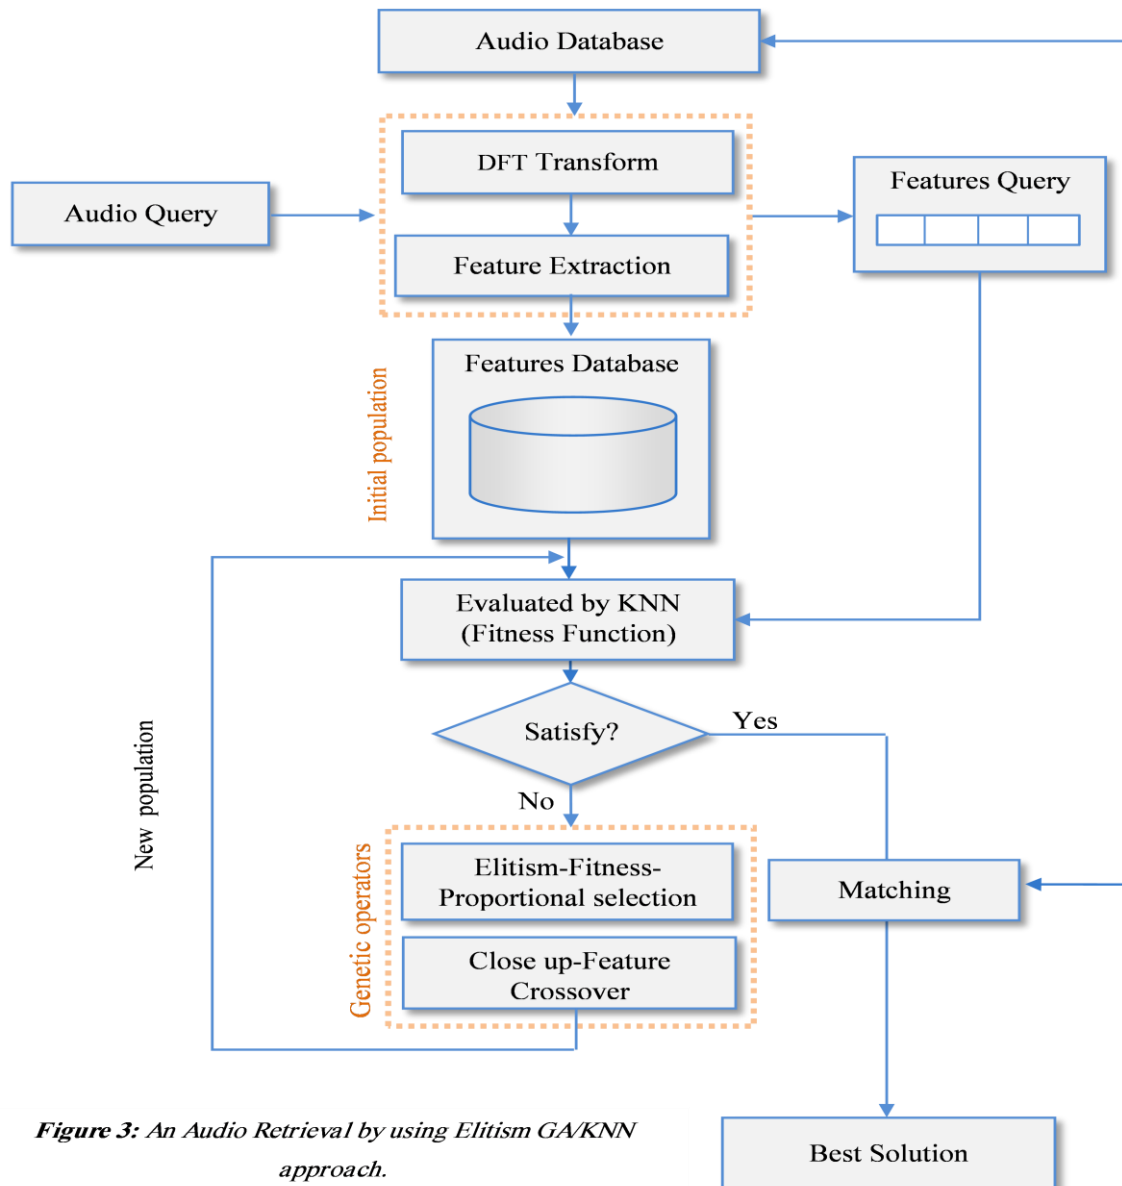 Audio Database
DFT Transform
Audio Query
Features Query
Feature Extraction
Features Database
Initial population
Evaluated by KNN
(Fitness Function)
Satisfy?
Yes
No
New population
Genetic operators
Elitism-Fitness-
Proportional selection
Matching
Close up-Feature
Crossover
Figure 3: An Audio Retrieval by using Elitism GA/KNN
approach.
Best Solution